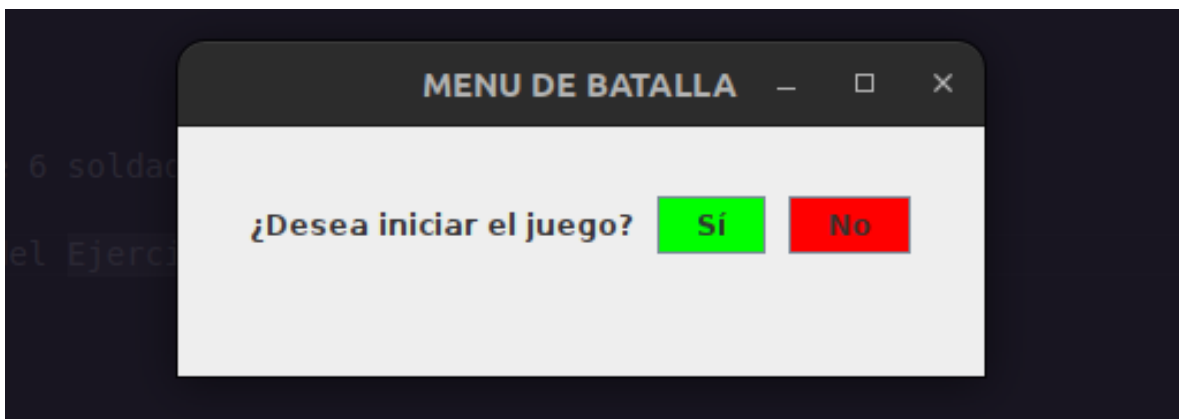 MENU DE BATALLA
6 soldad
¿Desea iniciar el juego? Sí No
el Ejerci